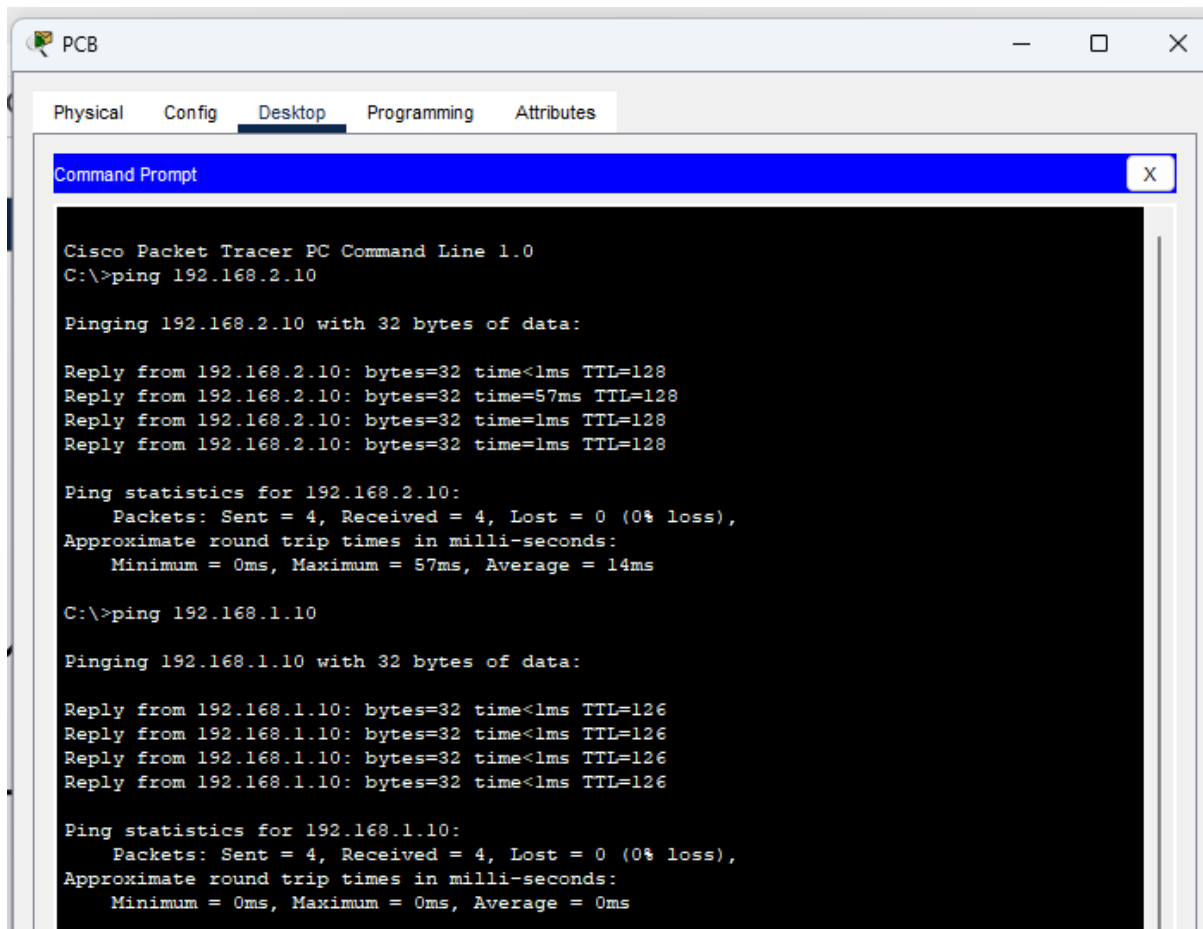 PCB
Physical Config Desktop Programming Attributes
Command Prompt
X
Cisco Packet Tracer PC Command Line 1.0
C:\>ping 192.168.2.10
Pinging 192.168.2.10 with 32 bytes of data:
Reply from 192.168.2.10: bytes=32 time<1ms TTL=128
Reply from 192.168.2.10: bytes=32 time=57ms TTL=128
Reply from 192.168.2.10: bytes=32 time=1ms TTL=128
Reply from 192.168.2.10: bytes=32 time=1ms TTL=128
Ping statistics for 192.168.2.10:
Packets: Sent = 4, Received = 4, Lost = 0 (0% loss),
Approximate round trip times in milli-seconds:
Minimum = 0ms, Maximum = 57ms, Average = 14ms
C:\>ping 192.168.1.10
Pinging 192.168.1.10 with 32 bytes of data:
Reply from 192.168.1.10: bytes=32 time<1ms TTL=126
Reply from 192.168.1.10: bytes=32 time<1ms TTL=126
Reply from 192.168.1.10: bytes=32 time<1ms TTL=126
Reply from 192.168.1.10: bytes=32 time<1ms TTL=126
Ping statistics for 192.168.1.10:
Packets: Sent = 4, Received = 4, Lost = 0 (0% loss),
Approximate round trip times in milli-seconds:
Minimum = 0ms, Maximum = 0ms, Average = 0ms